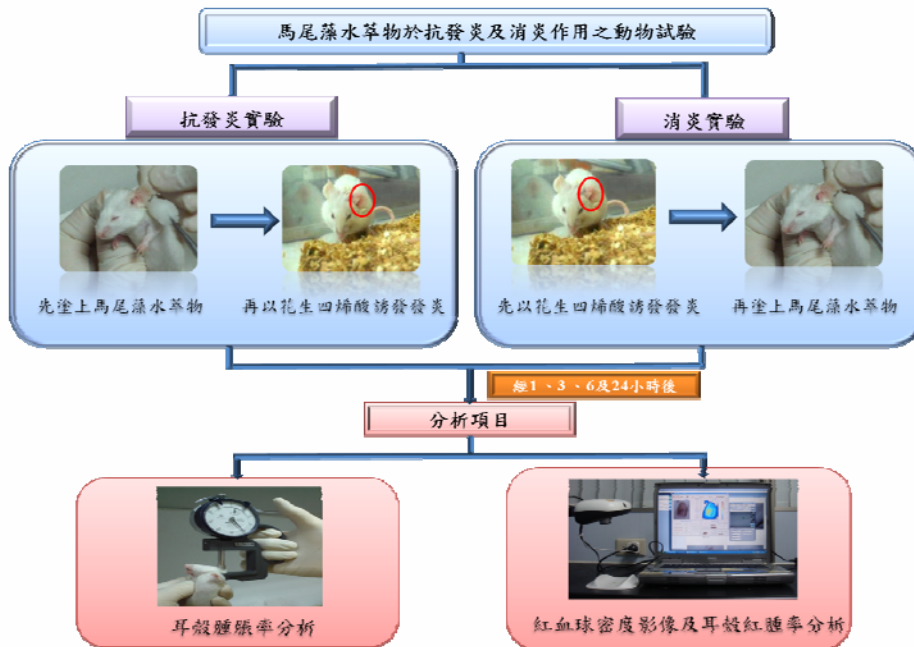 馬尾藻水萃物於抗發炎及消炎作用之動物試驗
抗發炎實驗
消炎實驗
先塗上馬尾藻水萃物
再以花生四烯酸誘發發炎
先以花生四烯酸誘發發炎
再塗上馬尾藻水萃物
經1、3、6及24小時後
分析項目
耳殼腫脹率分析
紅血球密度影像及耳殼紅腫率分析